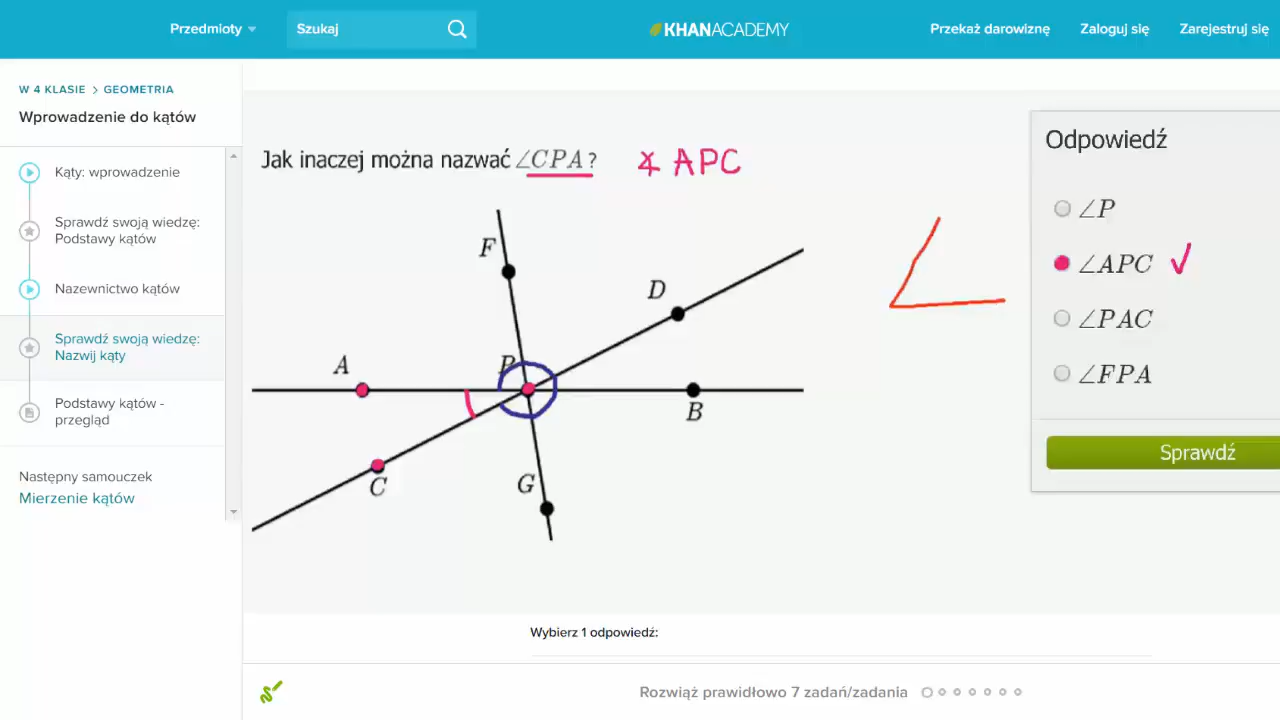 Przedmioty
Szukaj
KHANACADEMY
Przekaż darowiznę
Zaloguj się
Zarejestruj się
W 4 KLASIE > GEOMETRIA
Wprowadzenie do kątów
Kąty: wprowadzenie
Sprawdź swoją wiedzę:
Podstawy kątów
Nazewnictwo kątów
Sprawdź swoją wiedzę:
Nazwij kąty
Podstawy kątów -
przegląd
Następny samouczek
Mierzenie kątów
Jak inaczej można nazwać ∠CPA? ∡ APC
F
D
A
P
B
C
G
Odpowiedź
∠P
∠APC ✓
∠PAC
∠FPA
Sprawdź
Wybierz 1 odpowiedź:
Rozwiąż prawidłowo 7 zadań/zadania